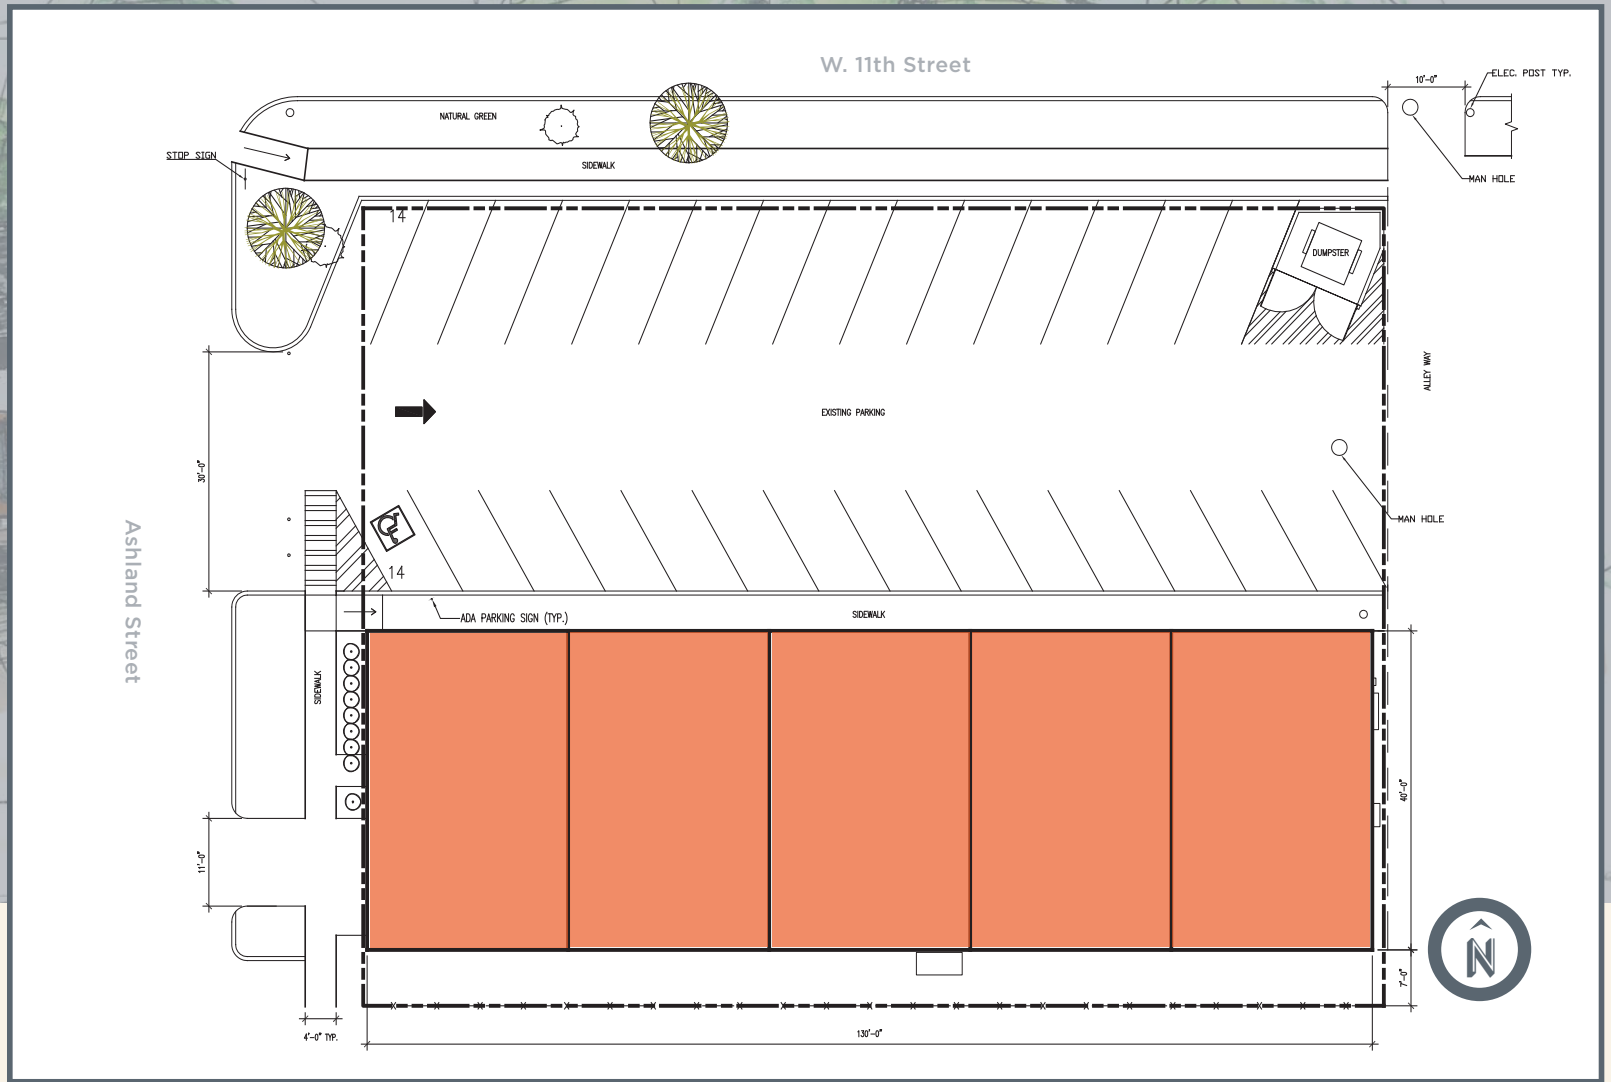 W. 11th Street
10'-0"
ELEC. POST TYP.
NATURAL GREEN
STOP SIGN
SIDEWALK
MAN HOLE
14
DUMPSTER
ALLEY WAY
EXISTING PARKING
30'-0"
MAN HOLE
Ashland Street
14
ADA PARKING SIGN (TYP.)
SIDEWALK
SIDEWALK
40'-0"
11'-0"
N
7'-0"
4'-0" TYP.
130'-0"